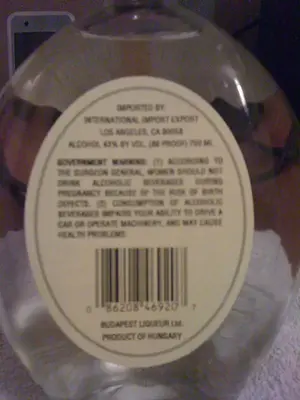 IMPORTED BY:
INTERNATIONAL IMPORT EXPORT
LOS ANGELES, CA 90058
ALCOHOL 43% BY VOL. (86 PROOF) 750 ML
GOVERNMENT WARNING: (1) ACCORDING TO
THE SURGEON GENERAL, WOMEN SHOULD NOT
DRINK ALCOHOLIC BEVERAGES DURING
PREGNANCY BECAUSE OF THE RISK OF BIRTH
DEFECTS. (2) CONSUMPTION OF ALCOHOLIC
BEVERAGES IMPAIRS YOUR ABILITY TO DRIVE A
CAR OR OPERATE MACHINERY, AND MAY CAUSE
HEALTH PROBLEMS.
0 86208 46920 7
BUDAPEST LIQUEUR Ltd.
PRODUCT OF HUNGARY